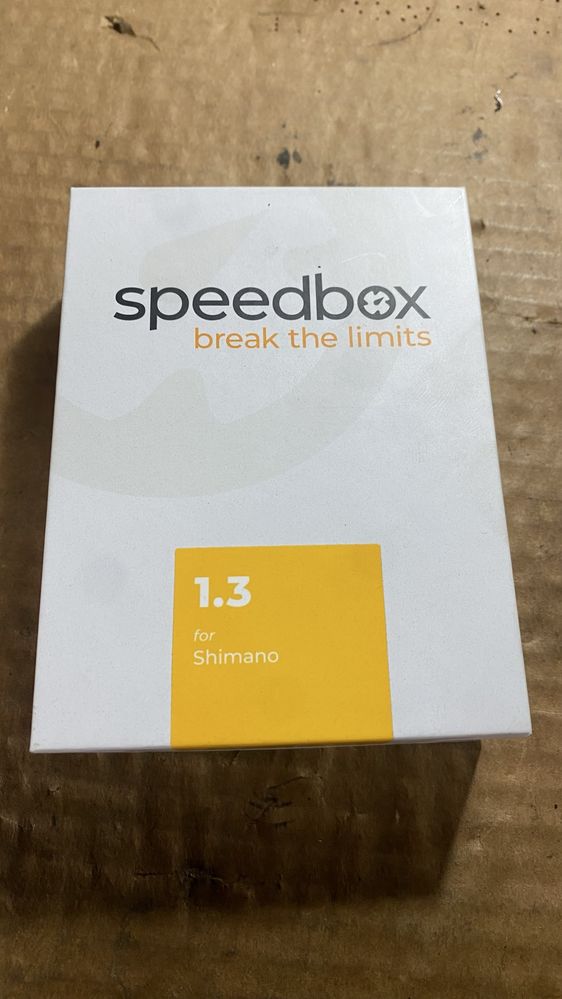 speedbox
break the limits
1.3
for
Shimano